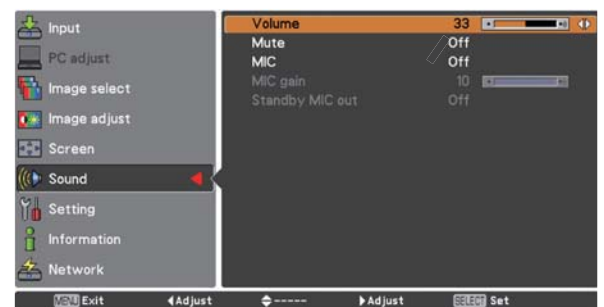 Input
PC adjust
Image select
Image adjust
Screen
Sound
Setting
Information
Network
Volume 33
Mute Off
MIC Off
MIC gain 10
Standby MIC out Off
MENU Exit ◀Adjust ◆----- ▶Adjust SELECT Set